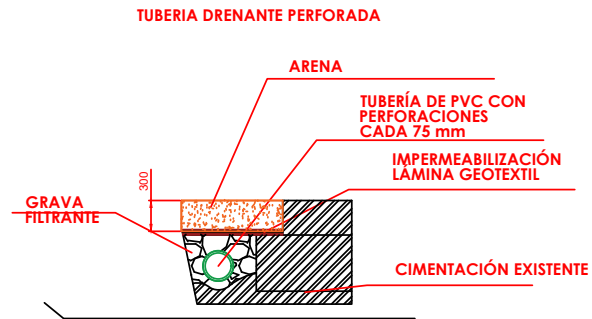 TUBERIA DRENANTE PERFORADA
ARENA
TUBERÍA DE PVC CON
PERFORACIONES
CADA 75 mm
IMPERMEABILIZACIÓN
LÁMINA GEOTEXTIL
300
GRAVA
FILTRANTE
CIMENTACIÓN EXISTENTE